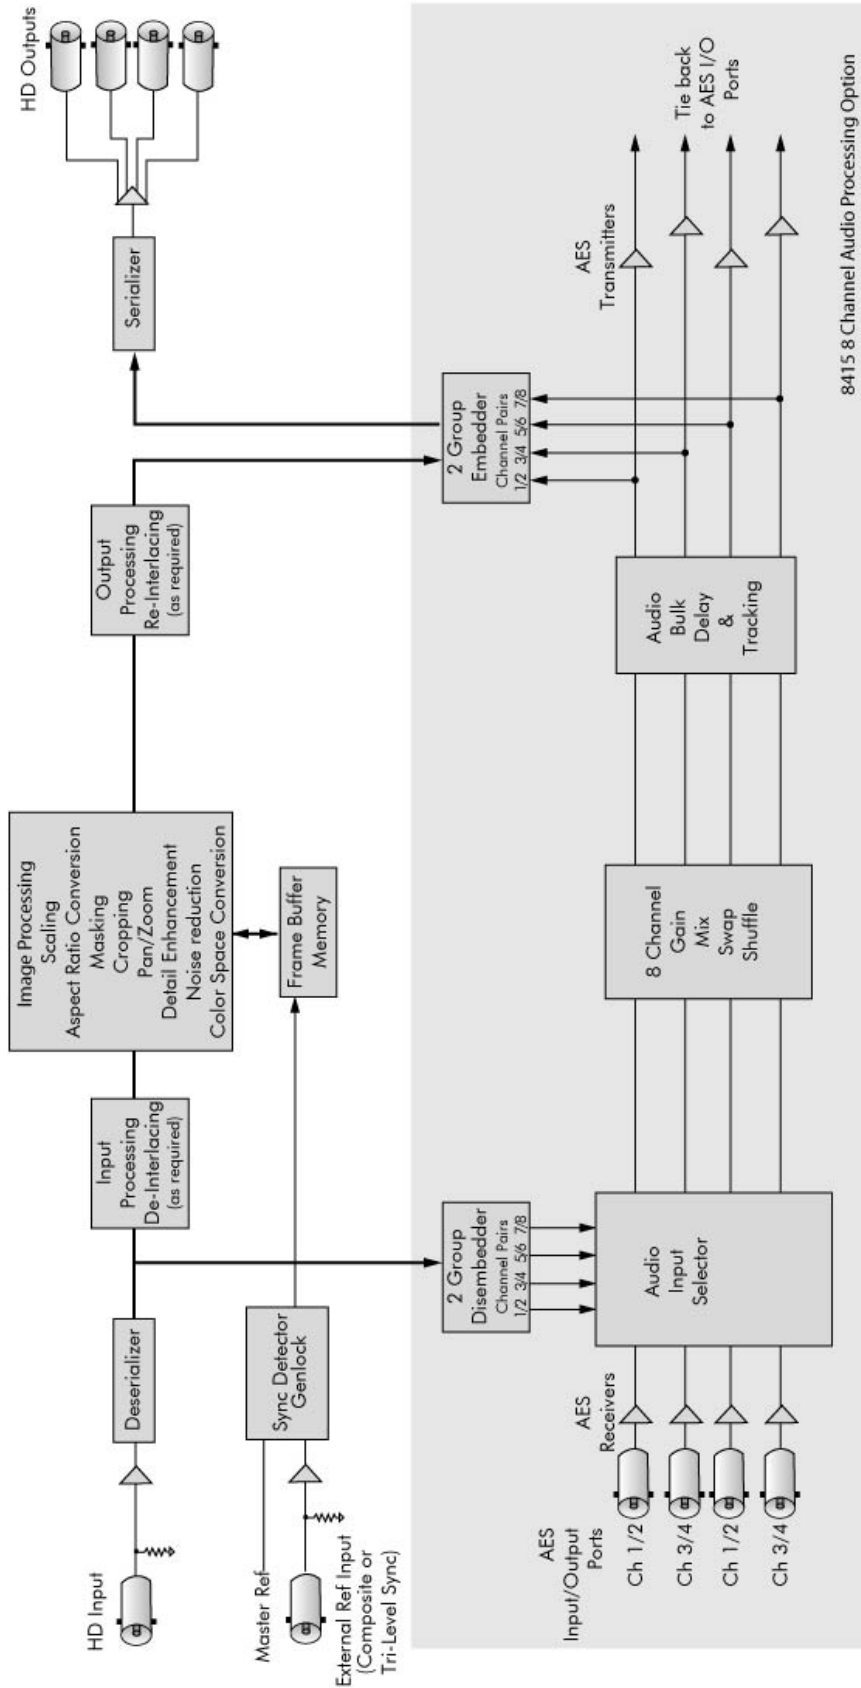 HD Input
Deserializer
Input
Processing
De-Interlacing
(as required)
Image Processing
Scaling
Aspect Ratio Conversion
Masking
Cropping
Pan/Zoom
Detail Enhancement
Noise reduction
Color Space Conversion
Output
Processing
Re-Interlacing
(as required)
Serializer
HD Outputs
Master Ref
External Ref Input
(Composite or
Tri-Level Sync)
Sync Detector
Genlock
Frame Buffer
Memory
2 Group
Disembedder
Channel Pairs
1/2 3/4 5/6 7/8
2 Group
Embedder
Channel Pairs
1/2 3/4 5/6 7/8
AES
Input/Output
Ports
Ch 1/2
Ch 3/4
Ch 1/2
Ch 3/4
AES
Receivers
Audio
Input
Selector
8 Channel
Gain
Mix
Swap
Shuffle
Audio
Bulk
Delay
&
Tracking
AES
Transmitters
Tie back
to AES I/O
Ports
8415 8 Channel Audio Processing Option